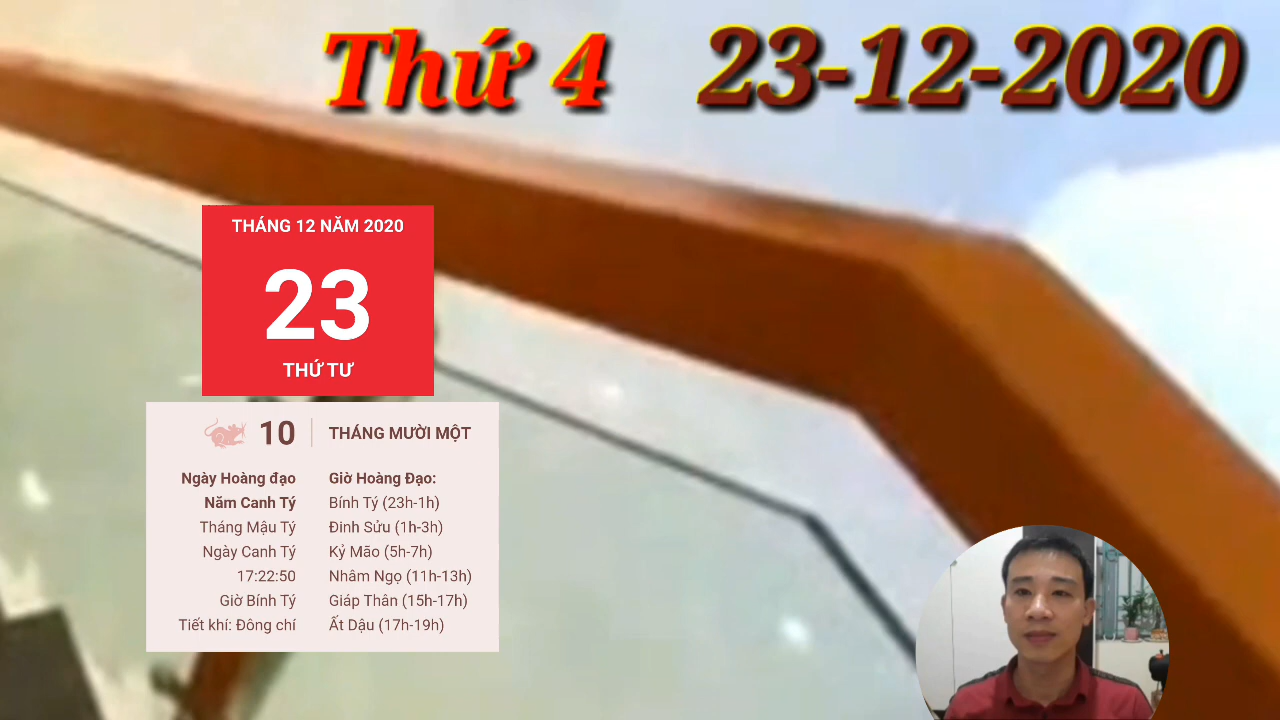 Thứ 4 23-12-2020
THÁNG 12 NĂM 2020
23
THỨ TƯ
10 THÁNG MƯỜI MỘT
Ngày Hoàng đạo
Năm Canh Tý
Tháng Mậu Tý
Ngày Canh Tý
17:22:50
Giờ Bính Tý
Tiết khí: Đông chí
Giờ Hoàng Đạo:
Bính Tý (23h-1h)
Đinh Sửu (1h-3h)
Kỷ Mão (5h-7h)
Nhâm Ngọ (11h-13h)
Giáp Thân (15h-17h)
Ất Dậu (17h-19h)